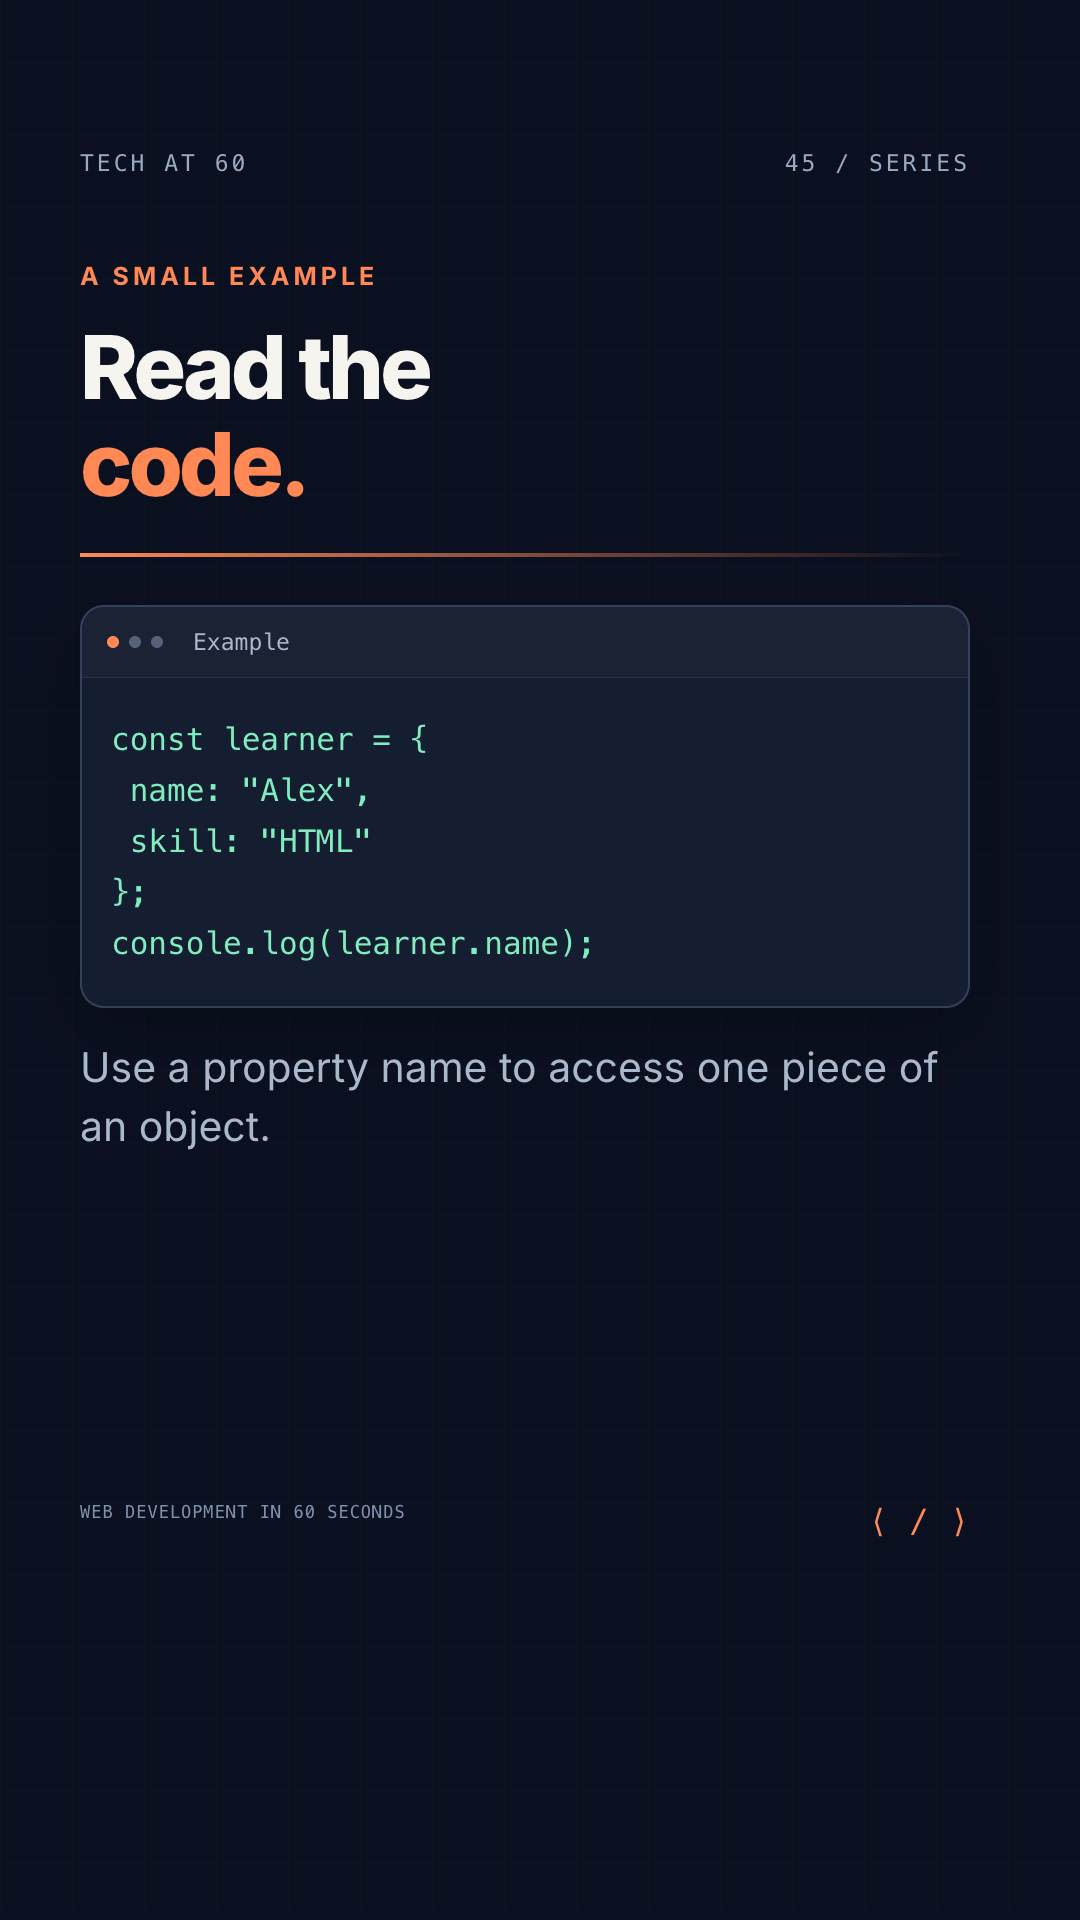 TECH AT 60
45 / SERIES
A SMALL EXAMPLE
Read the
code.
Example
const learner = {
 name: "Alex",
 skill: "HTML"
};
console.log(learner.name);
Use a property name to access one piece of
an object.
WEB DEVELOPMENT IN 60 SECONDS
⟨ / ⟩